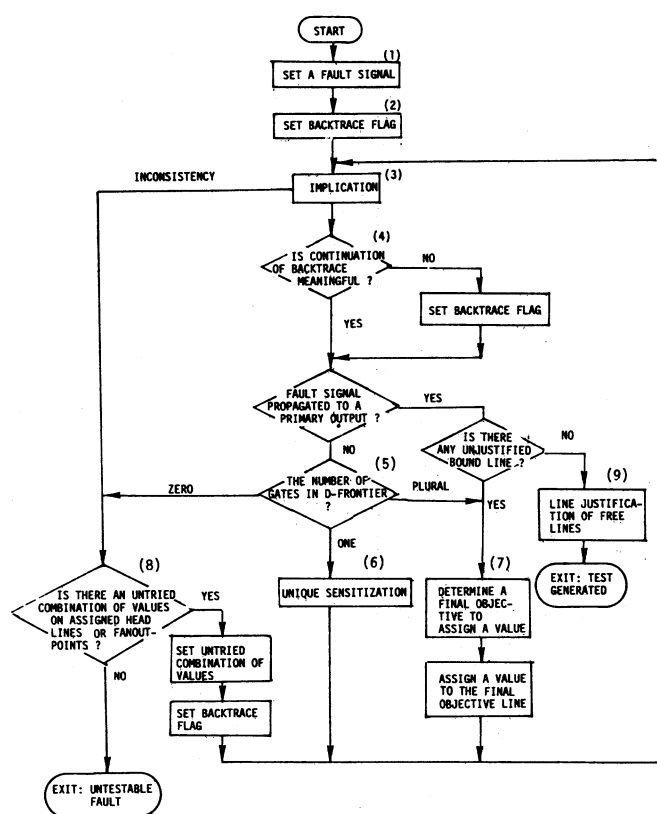 START
(1)
SET A FAULT SIGNAL
(2)
SET BACKTRACE FLAG
INCONSISTENCY
(3)
IMPLICATION
(4)
IS CONTINUATION
OF BACKTRACE
MEANINGFUL ?
NO
SET BACKTRACE FLAG
YES
FAULT SIGNAL
PROPAGATED TO A
PRIMARY OUTPUT ?
YES
NO
IS THERE
ANY UNJUSTIFIED
BOUND LINE ?
NO
(5)
THE NUMBER OF
GATES IN D-FRONTIER
?
ZERO
PLURAL
YES
ONE
(9)
LINE JUSTIFICA-
TION OF FREE
LINES
EXIT: TEST
GENERATED
(8)
IS THERE AN UNTRIED
COMBINATION OF VALUES
ON ASSIGNED HEAD
LINES OR FANOUT-
POINTS ?
YES
NO
(6)
UNIQUE SENSITIZATION
(7)
DETERMINE A
FINAL OBJEC-
TIVE TO
ASSIGN A VALUE
SET UNTRIED
COMBINATION OF
VALUES
ASSIGN A VALUE
TO THE FINAL
OBJECTIVE LINE
SET BACKTRACE
FLAG
EXIT: UNTESTABLE
FAULT